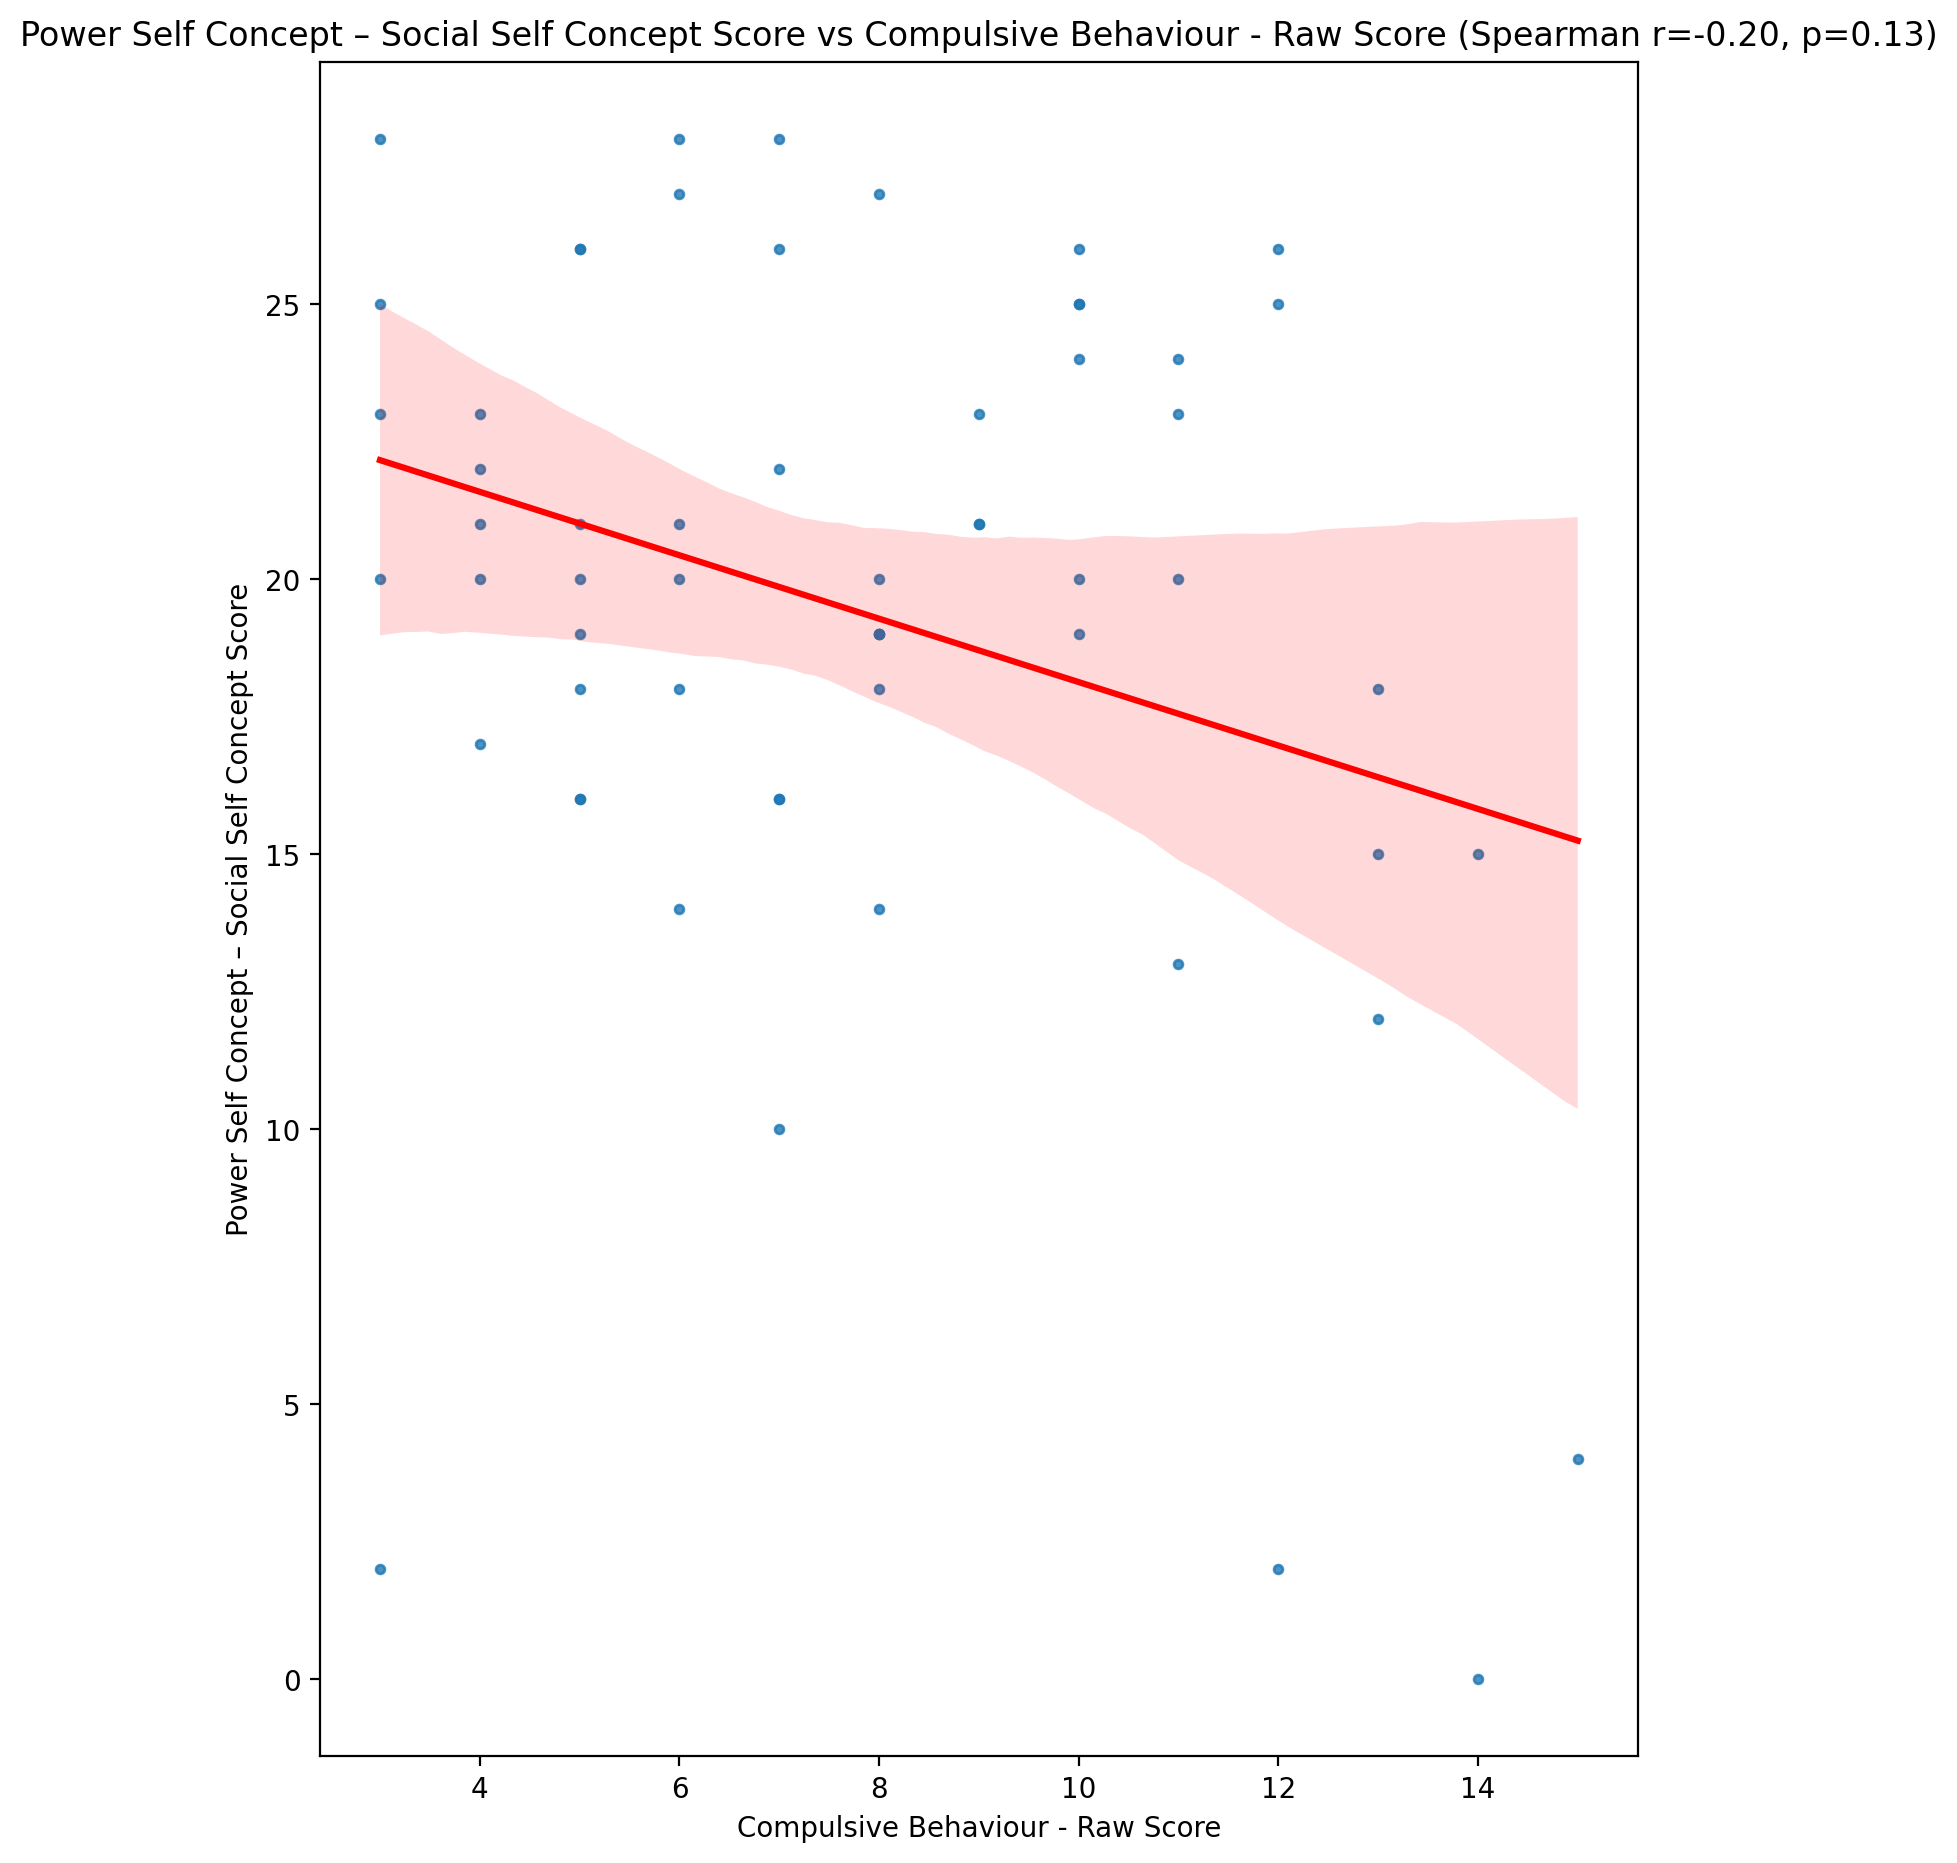 Power Self Concept – Social Self Concept Score vs Compulsive Behaviour - Raw Score (Spearman r=-0.20, p=0.13)
Power Self Concept – Social Self Concept Score
25
20
15
10
5
0
4 6 8 10 12 14
Compulsive Behaviour - Raw Score